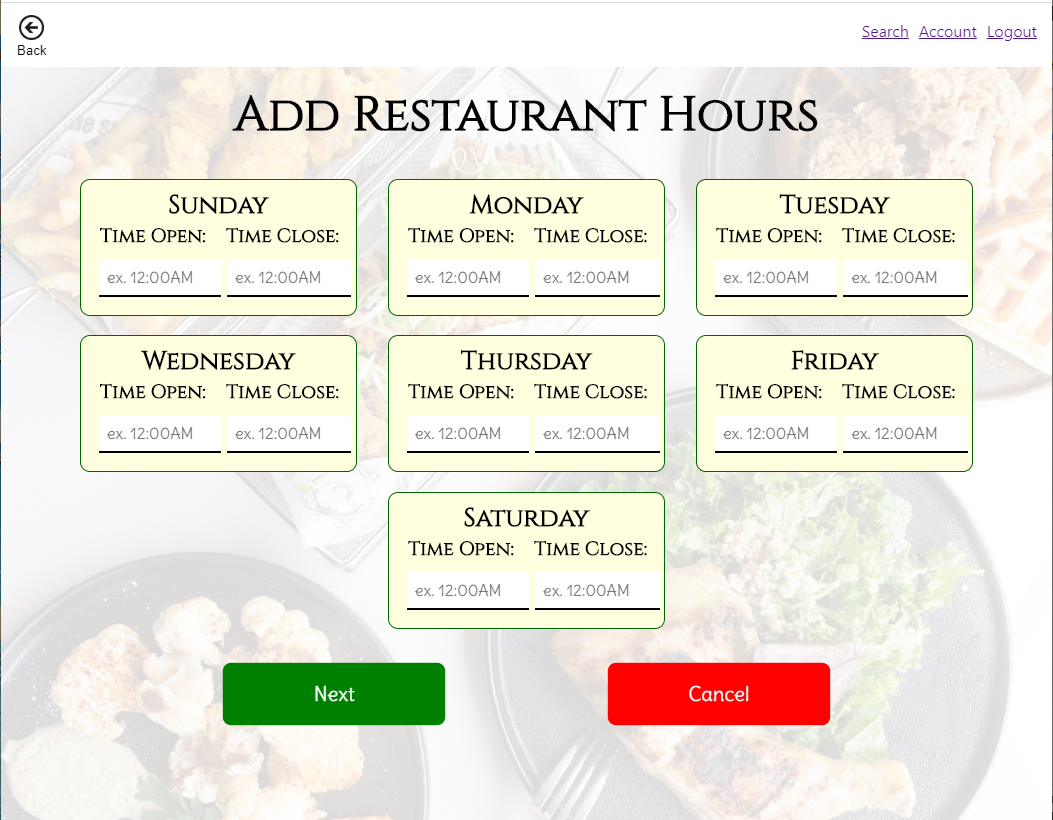 Back
Search Account Logout
Add Restaurant Hours
Sunday Monday Tuesday
Time Open: Time Close: Time Open: Time Close: Time Open: Time Close:
ex. 12:00AM ex. 12:00AM ex. 12:00AM ex. 12:00AM ex. 12:00AM ex. 12:00AM
Wednesday Thursday Friday
Time Open: Time Close: Time Open: Time Close: Time Open: Time Close:
ex. 12:00AM ex. 12:00AM ex. 12:00AM ex. 12:00AM ex. 12:00AM ex. 12:00AM
Saturday
Time Open: Time Close:
ex. 12:00AM ex. 12:00AM
Next Cancel